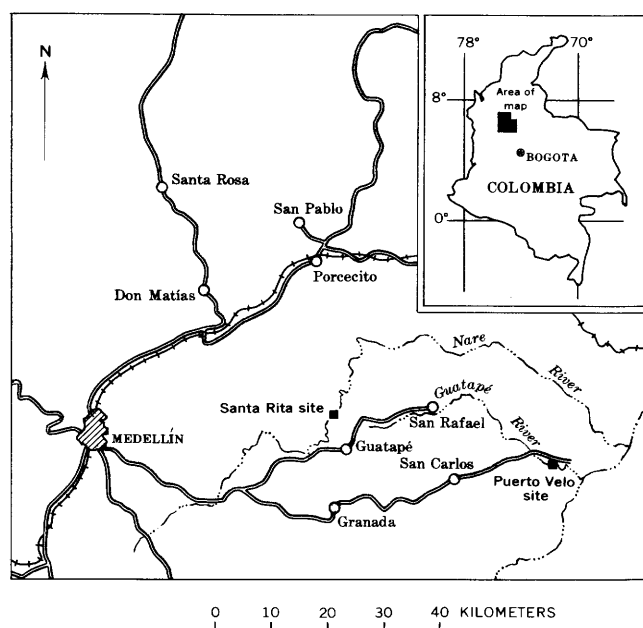 N
78
70
8°
Area of
map
BOGOTA
COLOMBIA
0°
Santa Rosa
San Pablo
Porcecito
Don Matías
Nare
River
Guatapé
River
Santa Rita site
San Rafael
MEDELLÍN
Guatapé
San Carlos
Puerto Velo
site
Granada
0 10 20 30 40 KILOMETERS